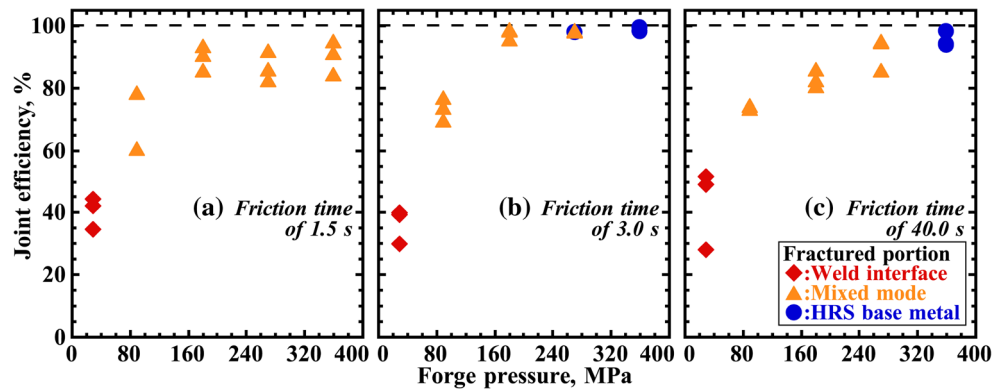 Joint efficiency, %
100
80
60
40
20
0
(a) Friction time
of 1.5 s
(b) Friction time
of 3.0 s
(c) Friction time
of 40.0 s
Fractured portion
:Weld interface
:Mixed mode
:HRS base metal
0 80 160 240 320 400 0 80 160 240 320 400 0 80 160 240 320 400
Forge pressure, MPa